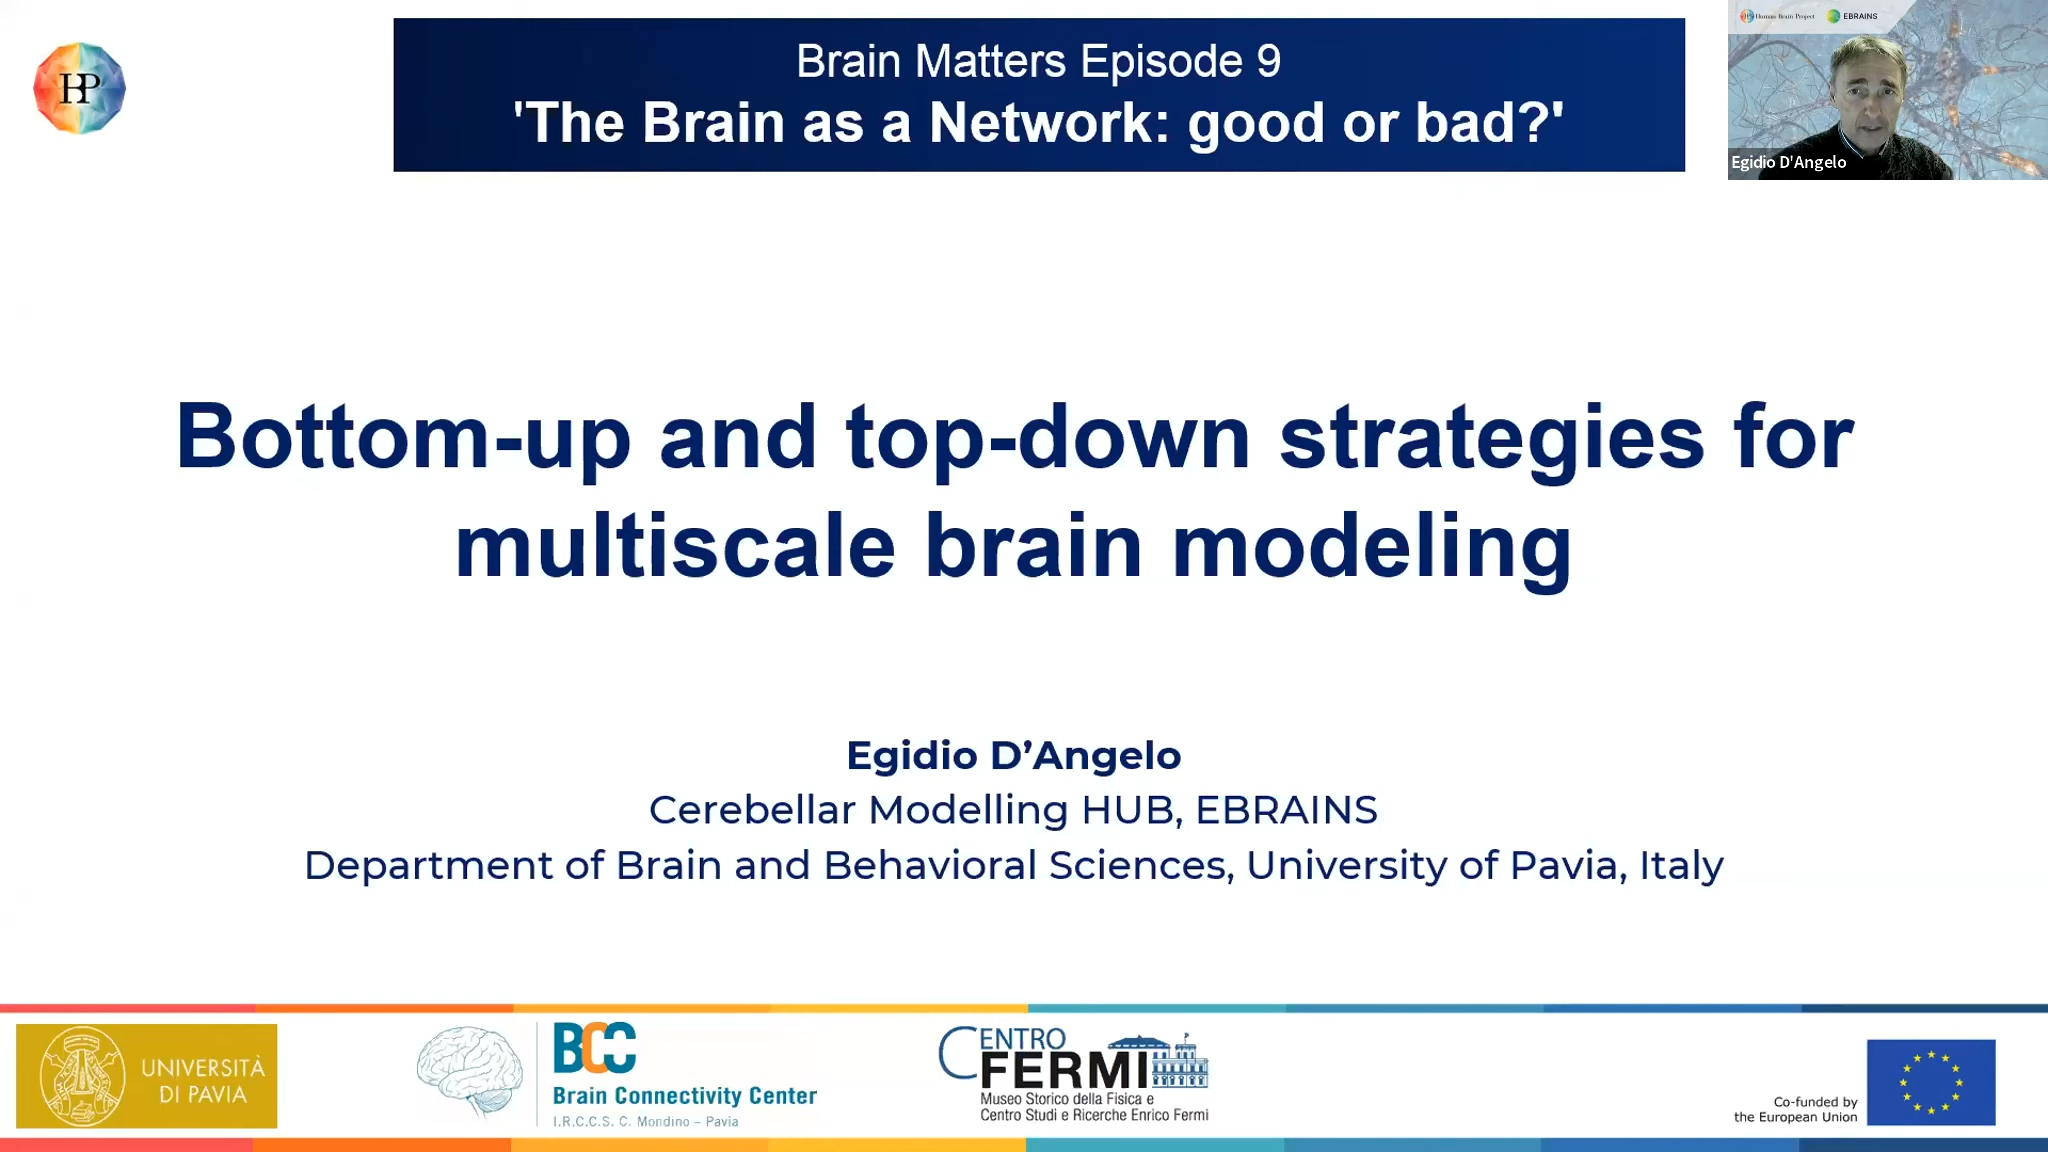 Brain Matters Episode 9
'The Brain as a Network: good or bad?'
HP
Human Brain Project
EBRAINS
Egidio D'Angelo
Bottom-up and top-down strategies for
multiscale brain modeling
Egidio D’Angelo
Cerebellar Modelling HUB, EBRAINS
Department of Brain and Behavioral Sciences, University of Pavia, Italy
UNIVERSITÀ
DI PAVIA
BCC
Brain Connectivity Center
I.R.C.C.S. C. Mondino – Pavia
CENTRO
FERMI
Museo Storico della Fisica e
Centro Studi e Ricerche Enrico Fermi
Co-funded by
the European Union